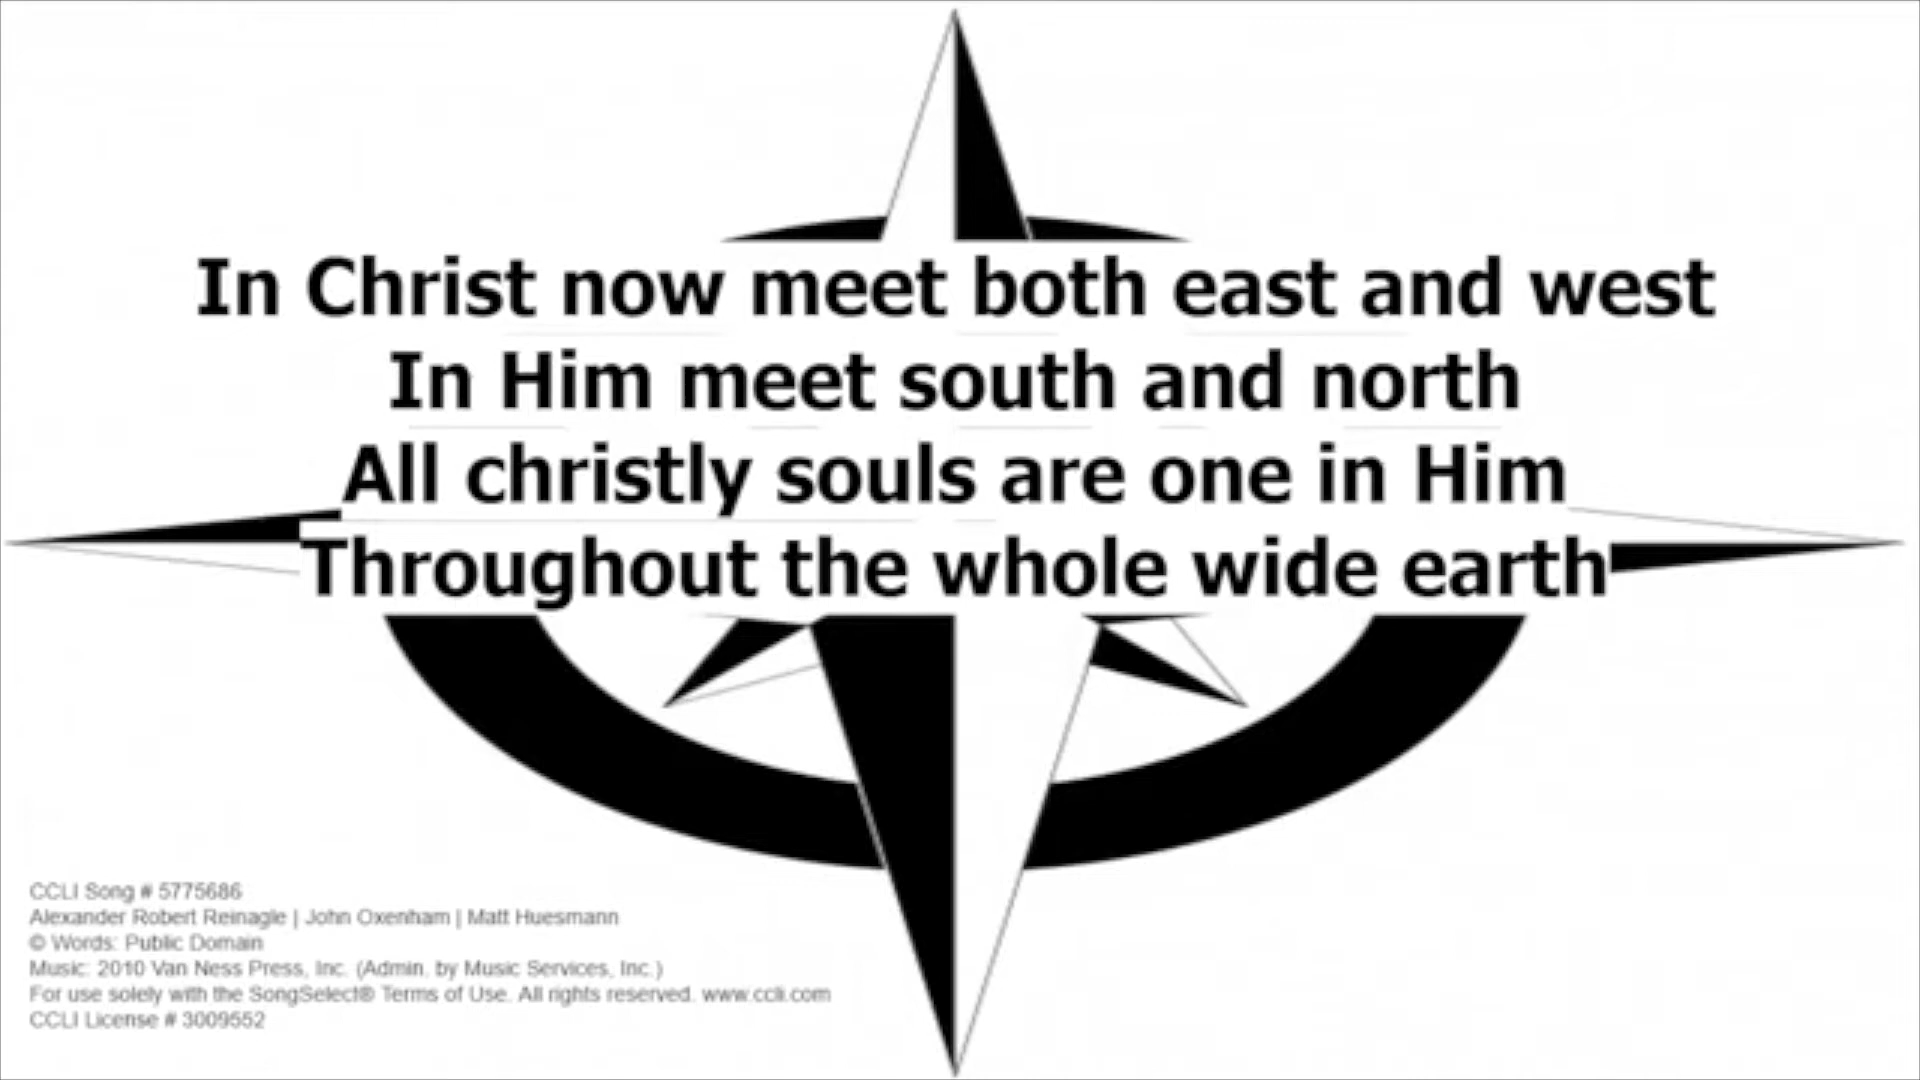 In Christ now meet both east and west
In Him meet south and north
All christly souls are one in Him
Throughout the whole wide earth
CCLI Song # 5775686
Alexander Robert Reinagle | John Oxenham | Matt Huesmann
© Words: Public Domain
Music: 2010 Van Ness Press, Inc. (Admin. by Music Services, Inc.)
For use solely with the SongSelect® Terms of Use. All rights reserved. www.ccli.com
CCLI License # 3009552